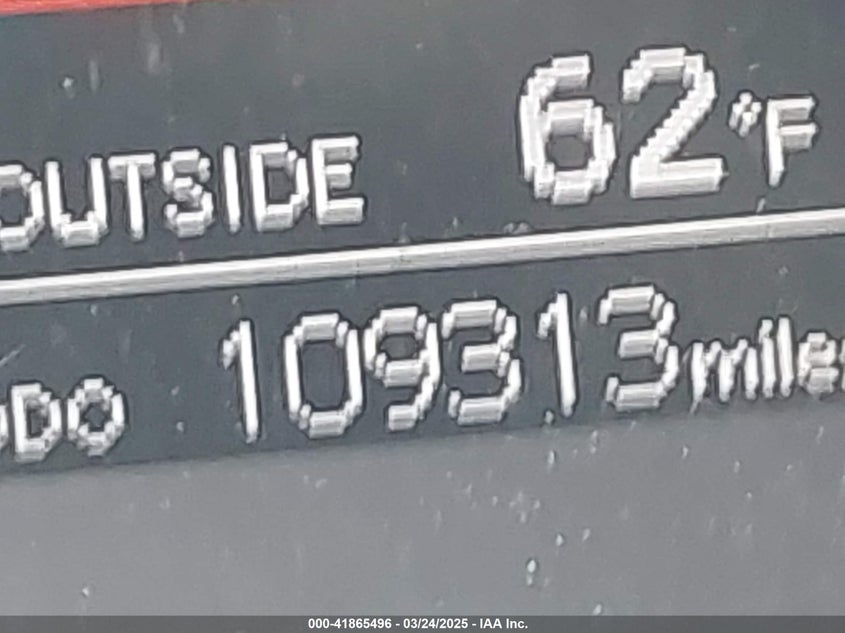 OUTSIDE 62°F
ODO 109313 miles
000-41865496 - 03/24/2025 - IAA Inc.